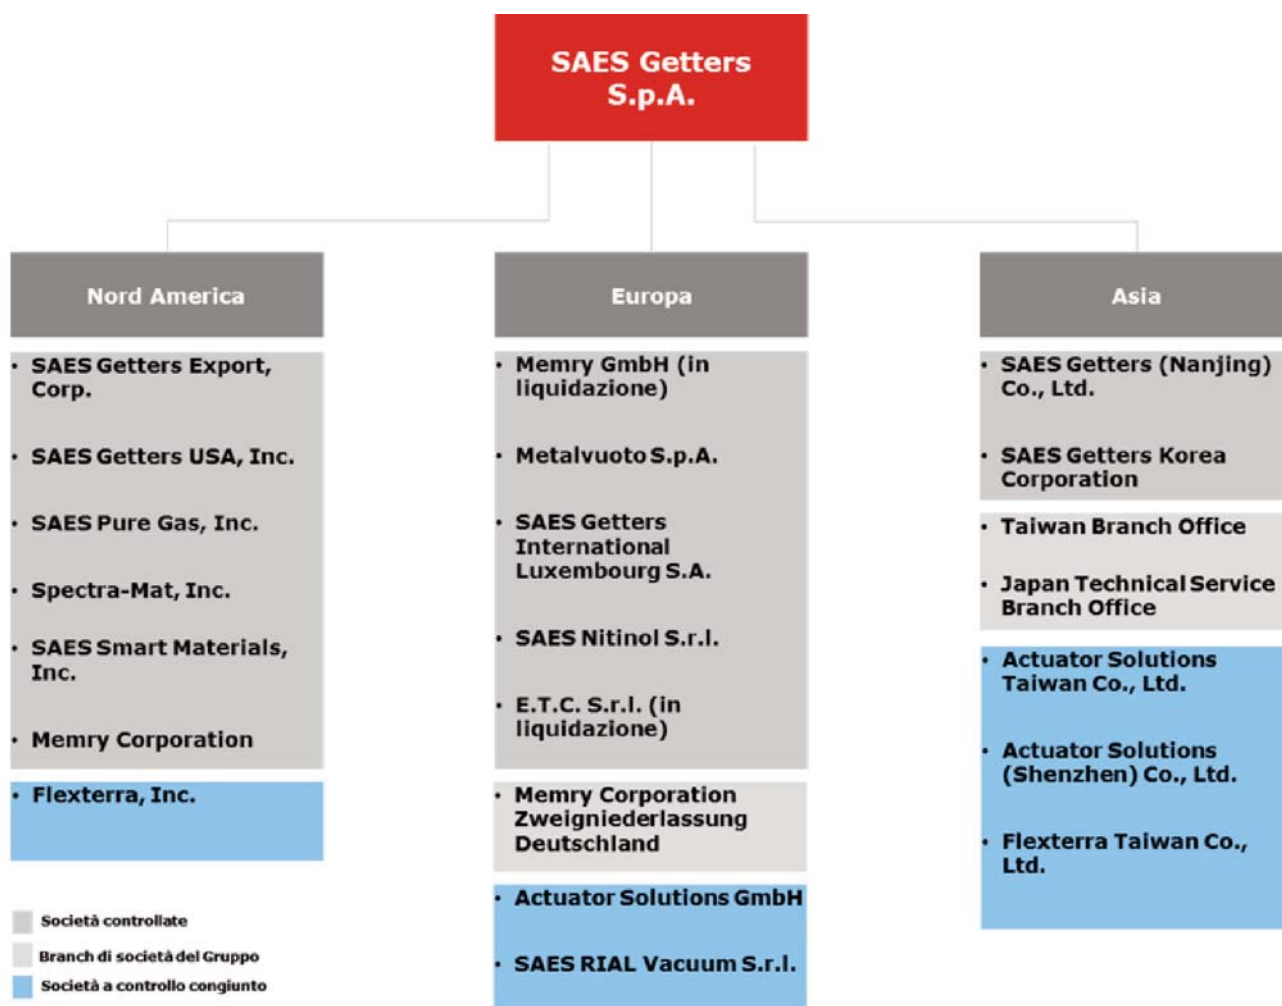 SAES Getters
S.p.A.
Nord America
• SAES Getters Export,
Corp.
• SAES Getters USA, Inc.
• SAES Pure Gas, Inc.
• Spectra-Mat, Inc.
• SAES Smart Materials,
Inc.
• Memry Corporation
• Flexterra, Inc.
Europa
• Memry GmbH (in
liquidazione)
• Metalvuoto S.p.A.
• SAES Getters
International
Luxembourg S.A.
• SAES Nitinol S.r.l.
• E.T.C. S.r.l. (in
liquidazione)
• Memry Corporation
Zweigniederlassung
Deutschland
• Actuator Solutions GmbH
• SAES RIAL Vacuum S.r.l.
Asia
• SAES Getters (Nanjing)
Co., Ltd.
• SAES Getters Korea
Corporation
• Taiwan Branch Office
• Japan Technical Service
Branch Office
• Actuator Solutions
Taiwan Co., Ltd.
• Actuator Solutions
(Shenzhen) Co., Ltd.
• Flexterra Taiwan Co.,
Ltd.
Società controllate
Branch di società del Gruppo
Società a controllo congiunto